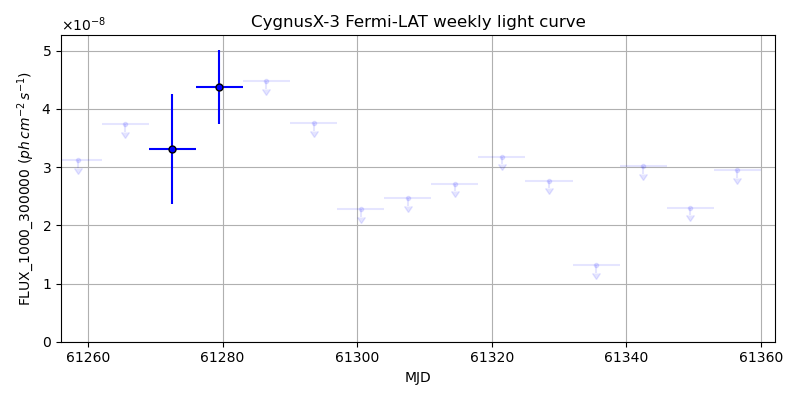 CygnusX-3 Fermi-LAT weekly light curve
×10⁻⁸
FLUX_1000_300000 (ph cm⁻² s⁻¹)
5
4
3
2
1
0
61260 61280 61300 61320 61340 61360
MJD